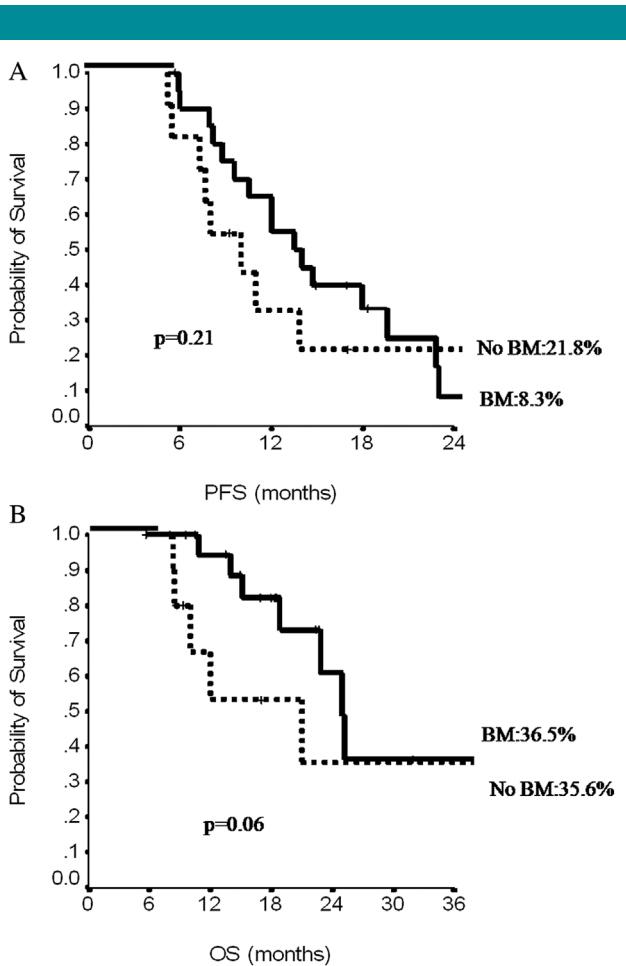 A
Probability of Survival
1.0
.9
.8
.7
.6
.5
.4
.3
.2
.1
0.0
p=0.21
No BM:21.8%
BM:8.3%
0 6 12 18 24
PFS (months)
B
Probability of Survival
1.0
.9
.8
.7
.6
.5
.4
.3
.2
.1
0.0
BM:36.5%
No BM:35.6%
p=0.06
0 6 12 18 24 30 36
OS (months)